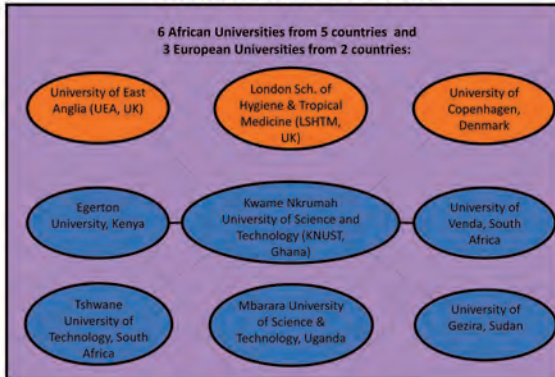 6 African Universities from 5 countries and
3 European Universities from 2 countries:
University of East
Anglia (UEA, UK)
London Sch. of
Hygiene & Tropical
Medicine (LSHTM,
UK)
University of
Copenhagen,
Denmark
Egerton
University, Kenya
Kwame Nkrumah
University of Science and
Technology (KNUST,
Ghana)
University of
Venda, South
Africa
Tshwane
University of
Technology, South
Africa
Mbarara University
of Science &
Technology, Uganda
University of
Gezira, Sudan